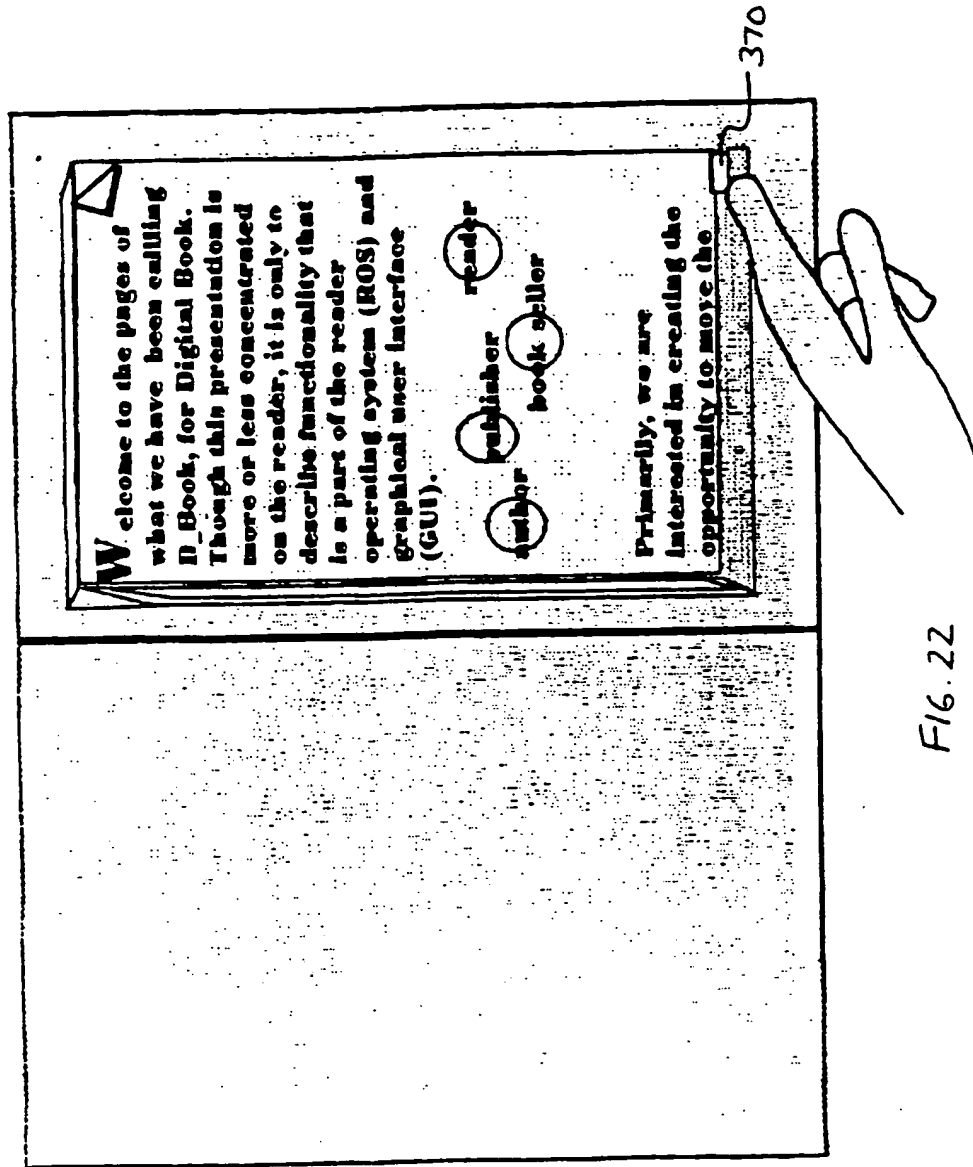 Welcome to the pages of
what we have been callling
D_Book, for Digital Book.
Though this presentation is
more or less concentrated
on the reader, it is only to
describe functionality that
is a part of the reader
operating system (ROS) and
graphical user interface
(GUI).
author publisher reader
book seller
Primarily, we are
interested in creating the
opportunity to move the
370
FIG. 22